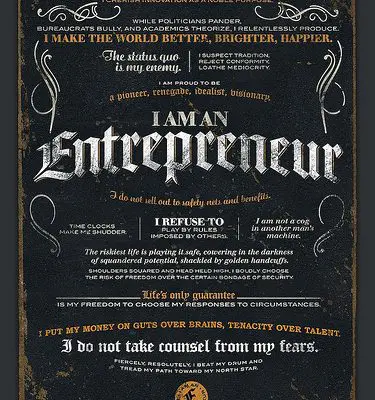 I CHERISH INNOVATION AS A NOBLE PURPOSE.
WHILE POLITICIANS PANDER,
BUREAUCRATS BULLY, AND ACADEMICS THEORIZE, I RELENTLESSLY PRODUCE.
I MAKE THE WORLD BETTER, BRIGHTER, HAPPIER.
The status quo
is my enemy.
I SUSPECT TRADITION,
REJECT CONFORMITY,
LOATHE MEDIOCRITY.
I AM PROUD TO BE
a pioneer, renegade, idealist, visionary.
I AM AN
Entrepreneur
I do not sell out to safety nets and benefits.
TIME CLOCKS
MAKE ME SHUDDER.
I REFUSE TO
PLAY BY RULES
IMPOSED BY OTHERS.
I am not a cog
in another man's
machine.
The riskiest life is playing it safe, cowering in the darkness
of squandered potential, shackled by golden handcuffs.
SHOULDERS SQUARED AND HEAD HELD HIGH, I BOLDLY CHOOSE
THE RISK OF FREEDOM OVER THE CERTAIN BONDAGE OF SECURITY.
Life's only guarantee
IS MY FREEDOM TO CHOOSE MY RESPONSES TO CIRCUMSTANCES.
I PUT MY MONEY ON GUTS OVER BRAINS, TENACITY OVER TALENT.
I do not take counsel from my fears.
FIERCELY, RESOLUTELY, I BEAT MY DRUM AND
TREAD MY PATH TOWARD MY NORTH STAR.